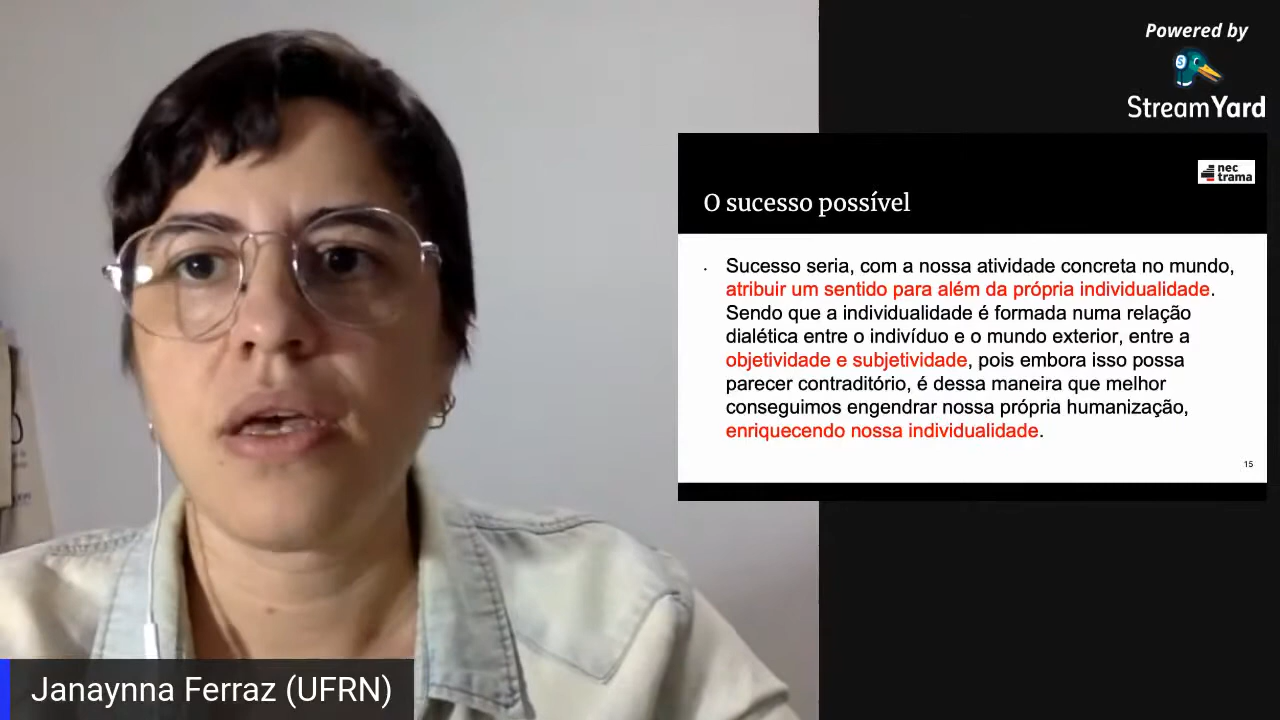 Powered by
StreamYard
nec
trama
O sucesso possível
Sucesso seria, com a nossa atividade concreta no mundo,
atribuir um sentido para além da própria individualidade.
Sendo que a individualidade é formada numa relação
dialética entre o indivíduo e o mundo exterior, entre a
objetividade e subjetividade, pois embora isso possa
parecer contraditório, é dessa maneira que melhor
conseguimos engendrar nossa própria humanização,
enriquecendo nossa individualidade.
15
Janaynna Ferraz (UFRN)